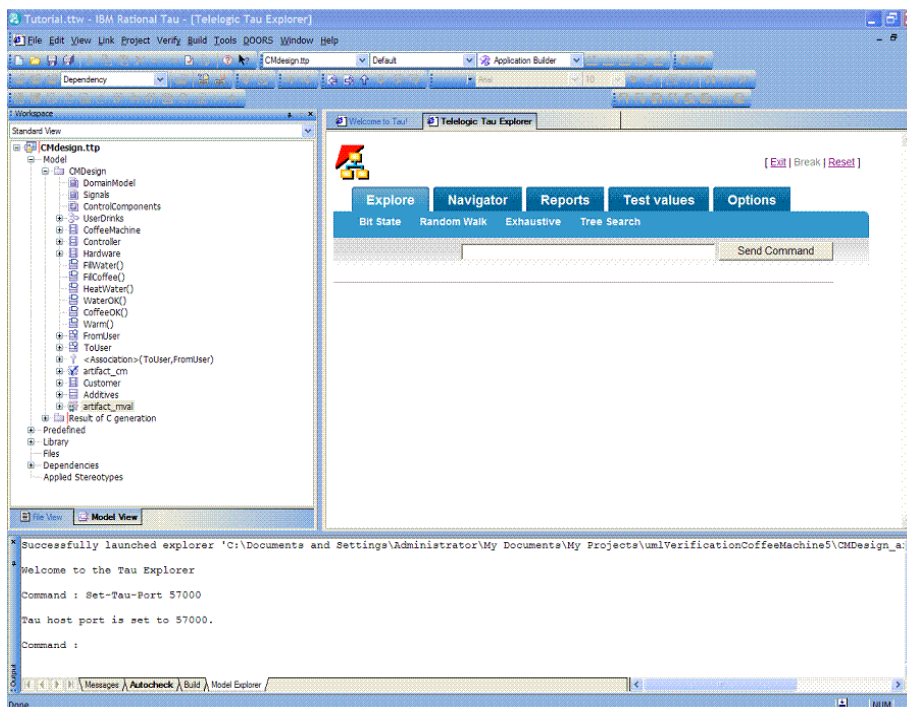 Tutorial.ttw - IBM Rational Tau - [Telelogic Tau Explorer]
File Edit View Link Project Verify Build Tools DOORS Window Help
CMdesign.ttp Default Application Builder
Dependency Arial 10
Workspace
Standard View
CMdesign.ttp
Model
CMDesign
DomainModel
Signals
ControlComponents
UserDrinks
CoffeeMachine
Controller
Hardware
FillWater()
FillCoffee()
HeatWater()
WaterOK()
CoffeeOK()
Warm()
FromUser
ToUser
<Association>(ToUser,FromUser)
artifact_cm
Customer
Additives
artifact_mval
Result of C generation
Predefined
Library
Files
Dependencies
Applied Stereotypes
File View Model View
Welcome to Tau! Telelogic Tau Explorer
[ Exit | Break | Reset ]
Explore Navigator Reports Test values Options
Bit State Random Walk Exhaustive Tree Search
Send Command
Successfully launched explorer 'C:\Documents and Settings\Administrator\My Documents\My Projects\umlVerificationCoffeeMachine5\CMDesign_a
Welcome to the Tau Explorer
Command : Set-Tau-Port 57000
Tau host port is set to 57000.
Command :
Output
Messages Autocheck Build Model Explorer
Done NUM